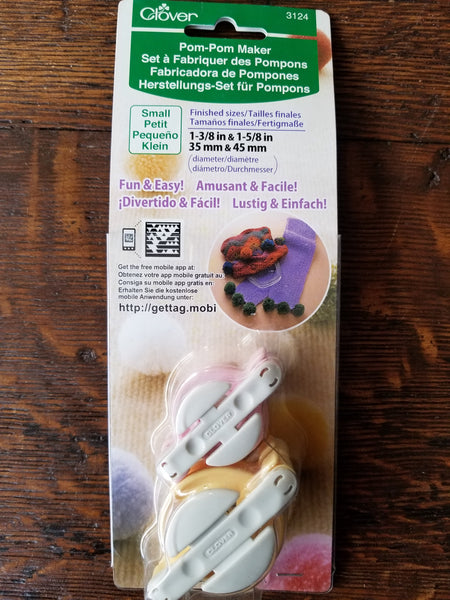 Clover
3124
Pom-Pom Maker
Set à Fabriquer des Pompons
Fabricadora de Pompones
Herstellungs-Set für Pompons
Small
Petit
Pequeño
Klein
Finished sizes/Tailles finales/
Tamaños finales/Fertigmaße
1-3/8 in & 1-5/8 in
35 mm & 45 mm
(diameter/diamètre/
diámetro/Durchmesser)
Fun & Easy! Amusant & Facile!
¡Divertido & Fácil! Lustig & Einfach!
Get the free mobile app at:
Obtenez votre app mobile gratuit au:
Consiga su mobile app gratis en:
Erhalten Sie die kostenlose
mobile Anwendung unter:
http://gettag.mobi
CLOVER
CLOVER